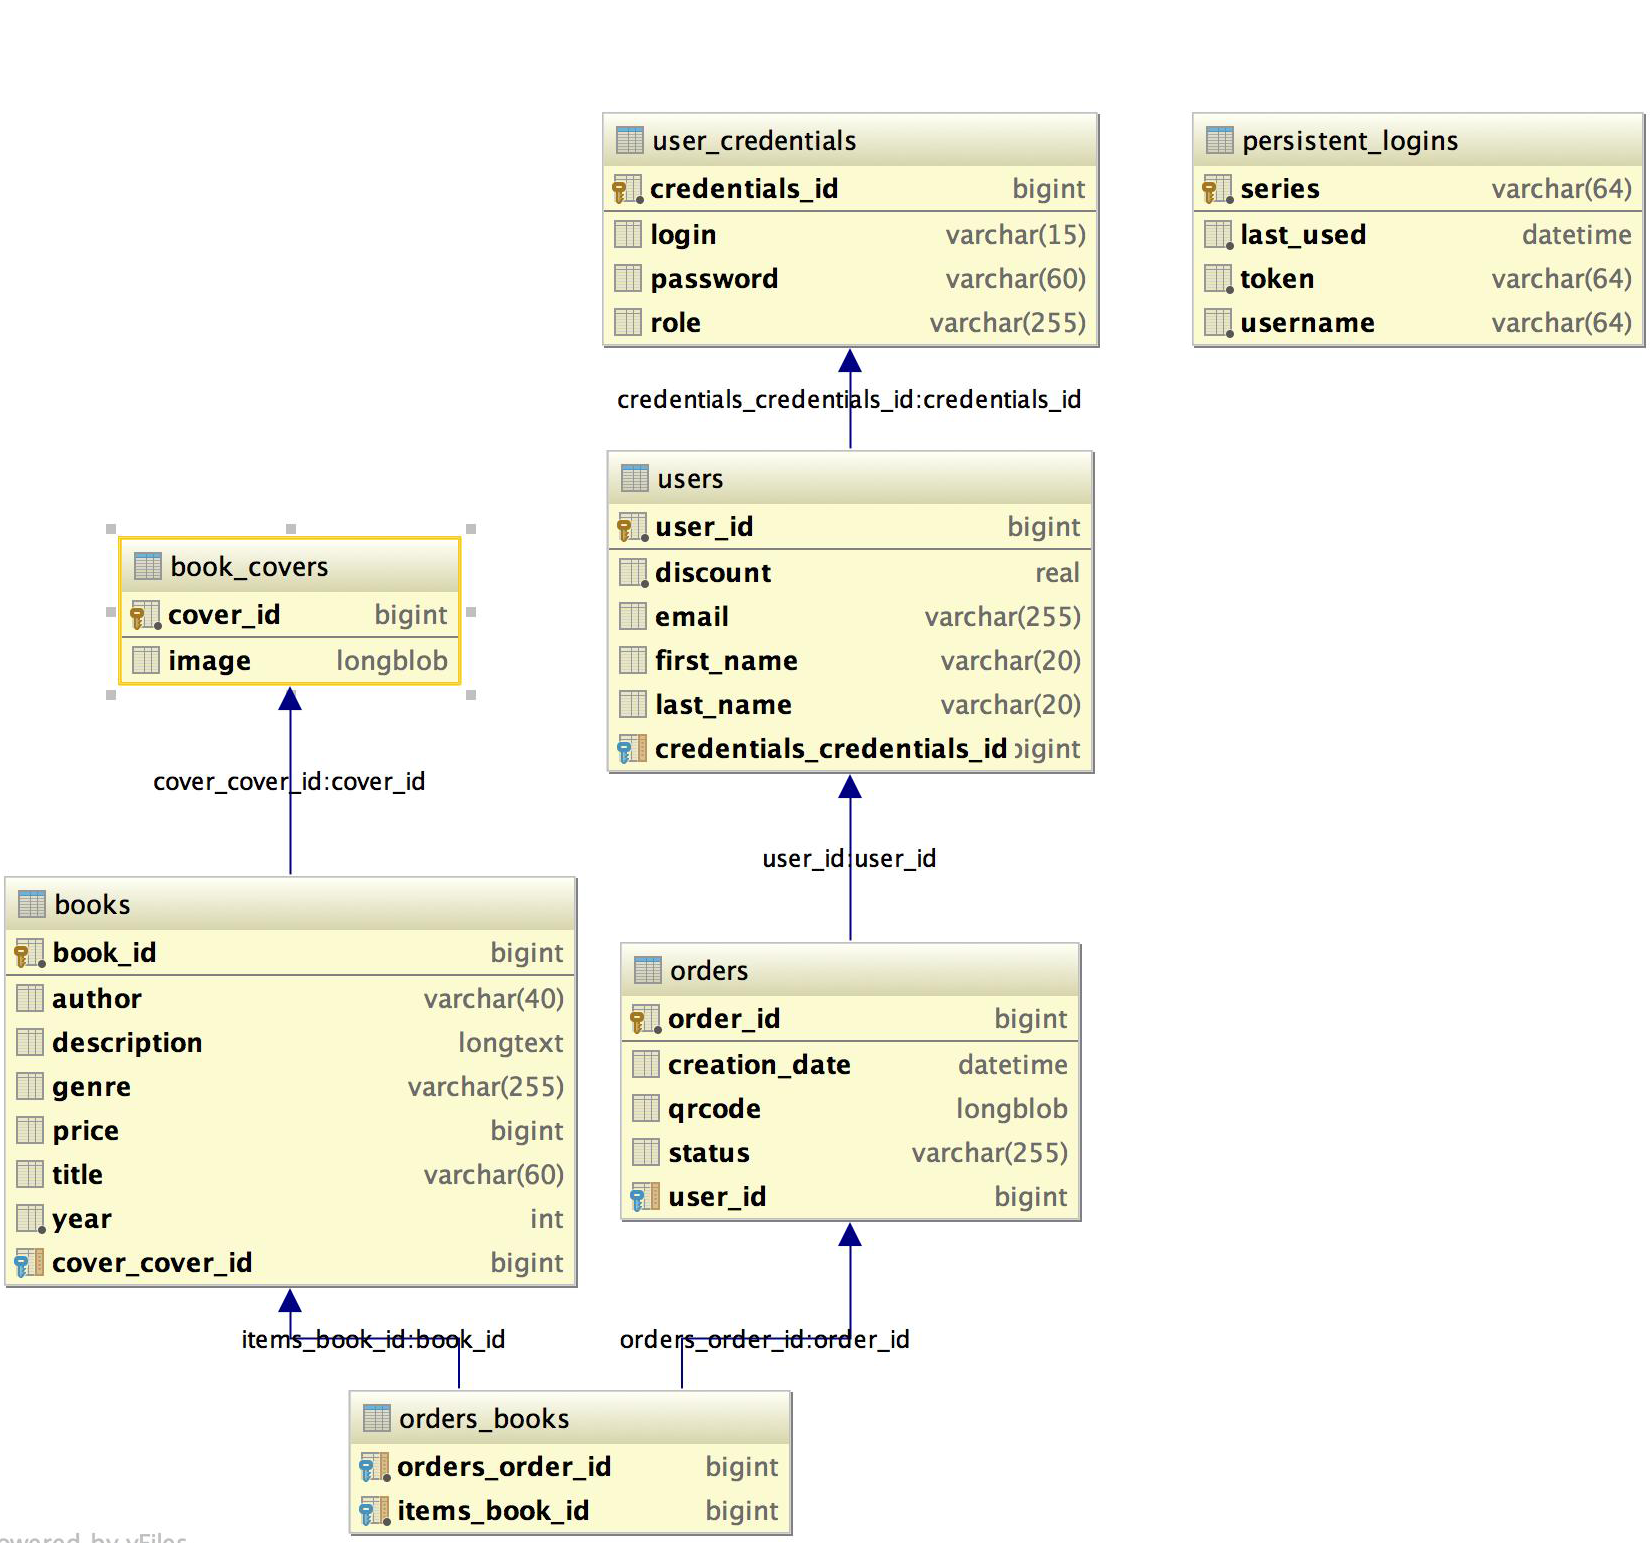 user_credentials
credentials_id bigint
login varchar(15)
password varchar(60)
role varchar(255)
persistent_logins
series varchar(64)
last_used datetime
token varchar(64)
username varchar(64)
credentials_credentials_id:credentials_id
users
user_id bigint
discount real
email varchar(255)
first_name varchar(20)
last_name varchar(20)
credentials_credentials_id bigint
book_covers
cover_id bigint
image longblob
cover_cover_id:cover_id
user_id:user_id
books
book_id bigint
author varchar(40)
description longtext
genre varchar(255)
price bigint
title varchar(60)
year int
cover_cover_id bigint
orders
order_id bigint
creation_date datetime
qrcode longblob
status varchar(255)
user_id bigint
items_book_id:book_id
orders_order_id:order_id
orders_books
orders_order_id bigint
items_book_id bigint
by yFiles